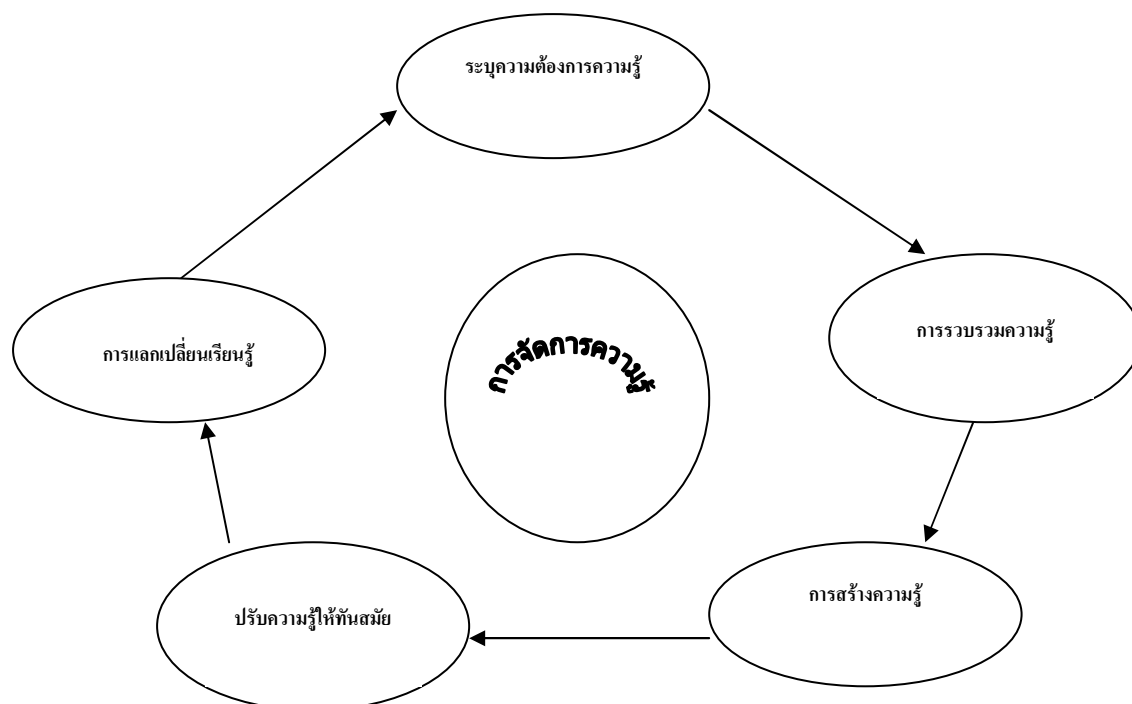 ระบุความต้องการความรู้
การรวบรวมความรู้
การแลกเปลี่ยนเรียนรู้
การจัดการความรู้
การสร้างความรู้
ปรับความรู้ให้ทันสมัย